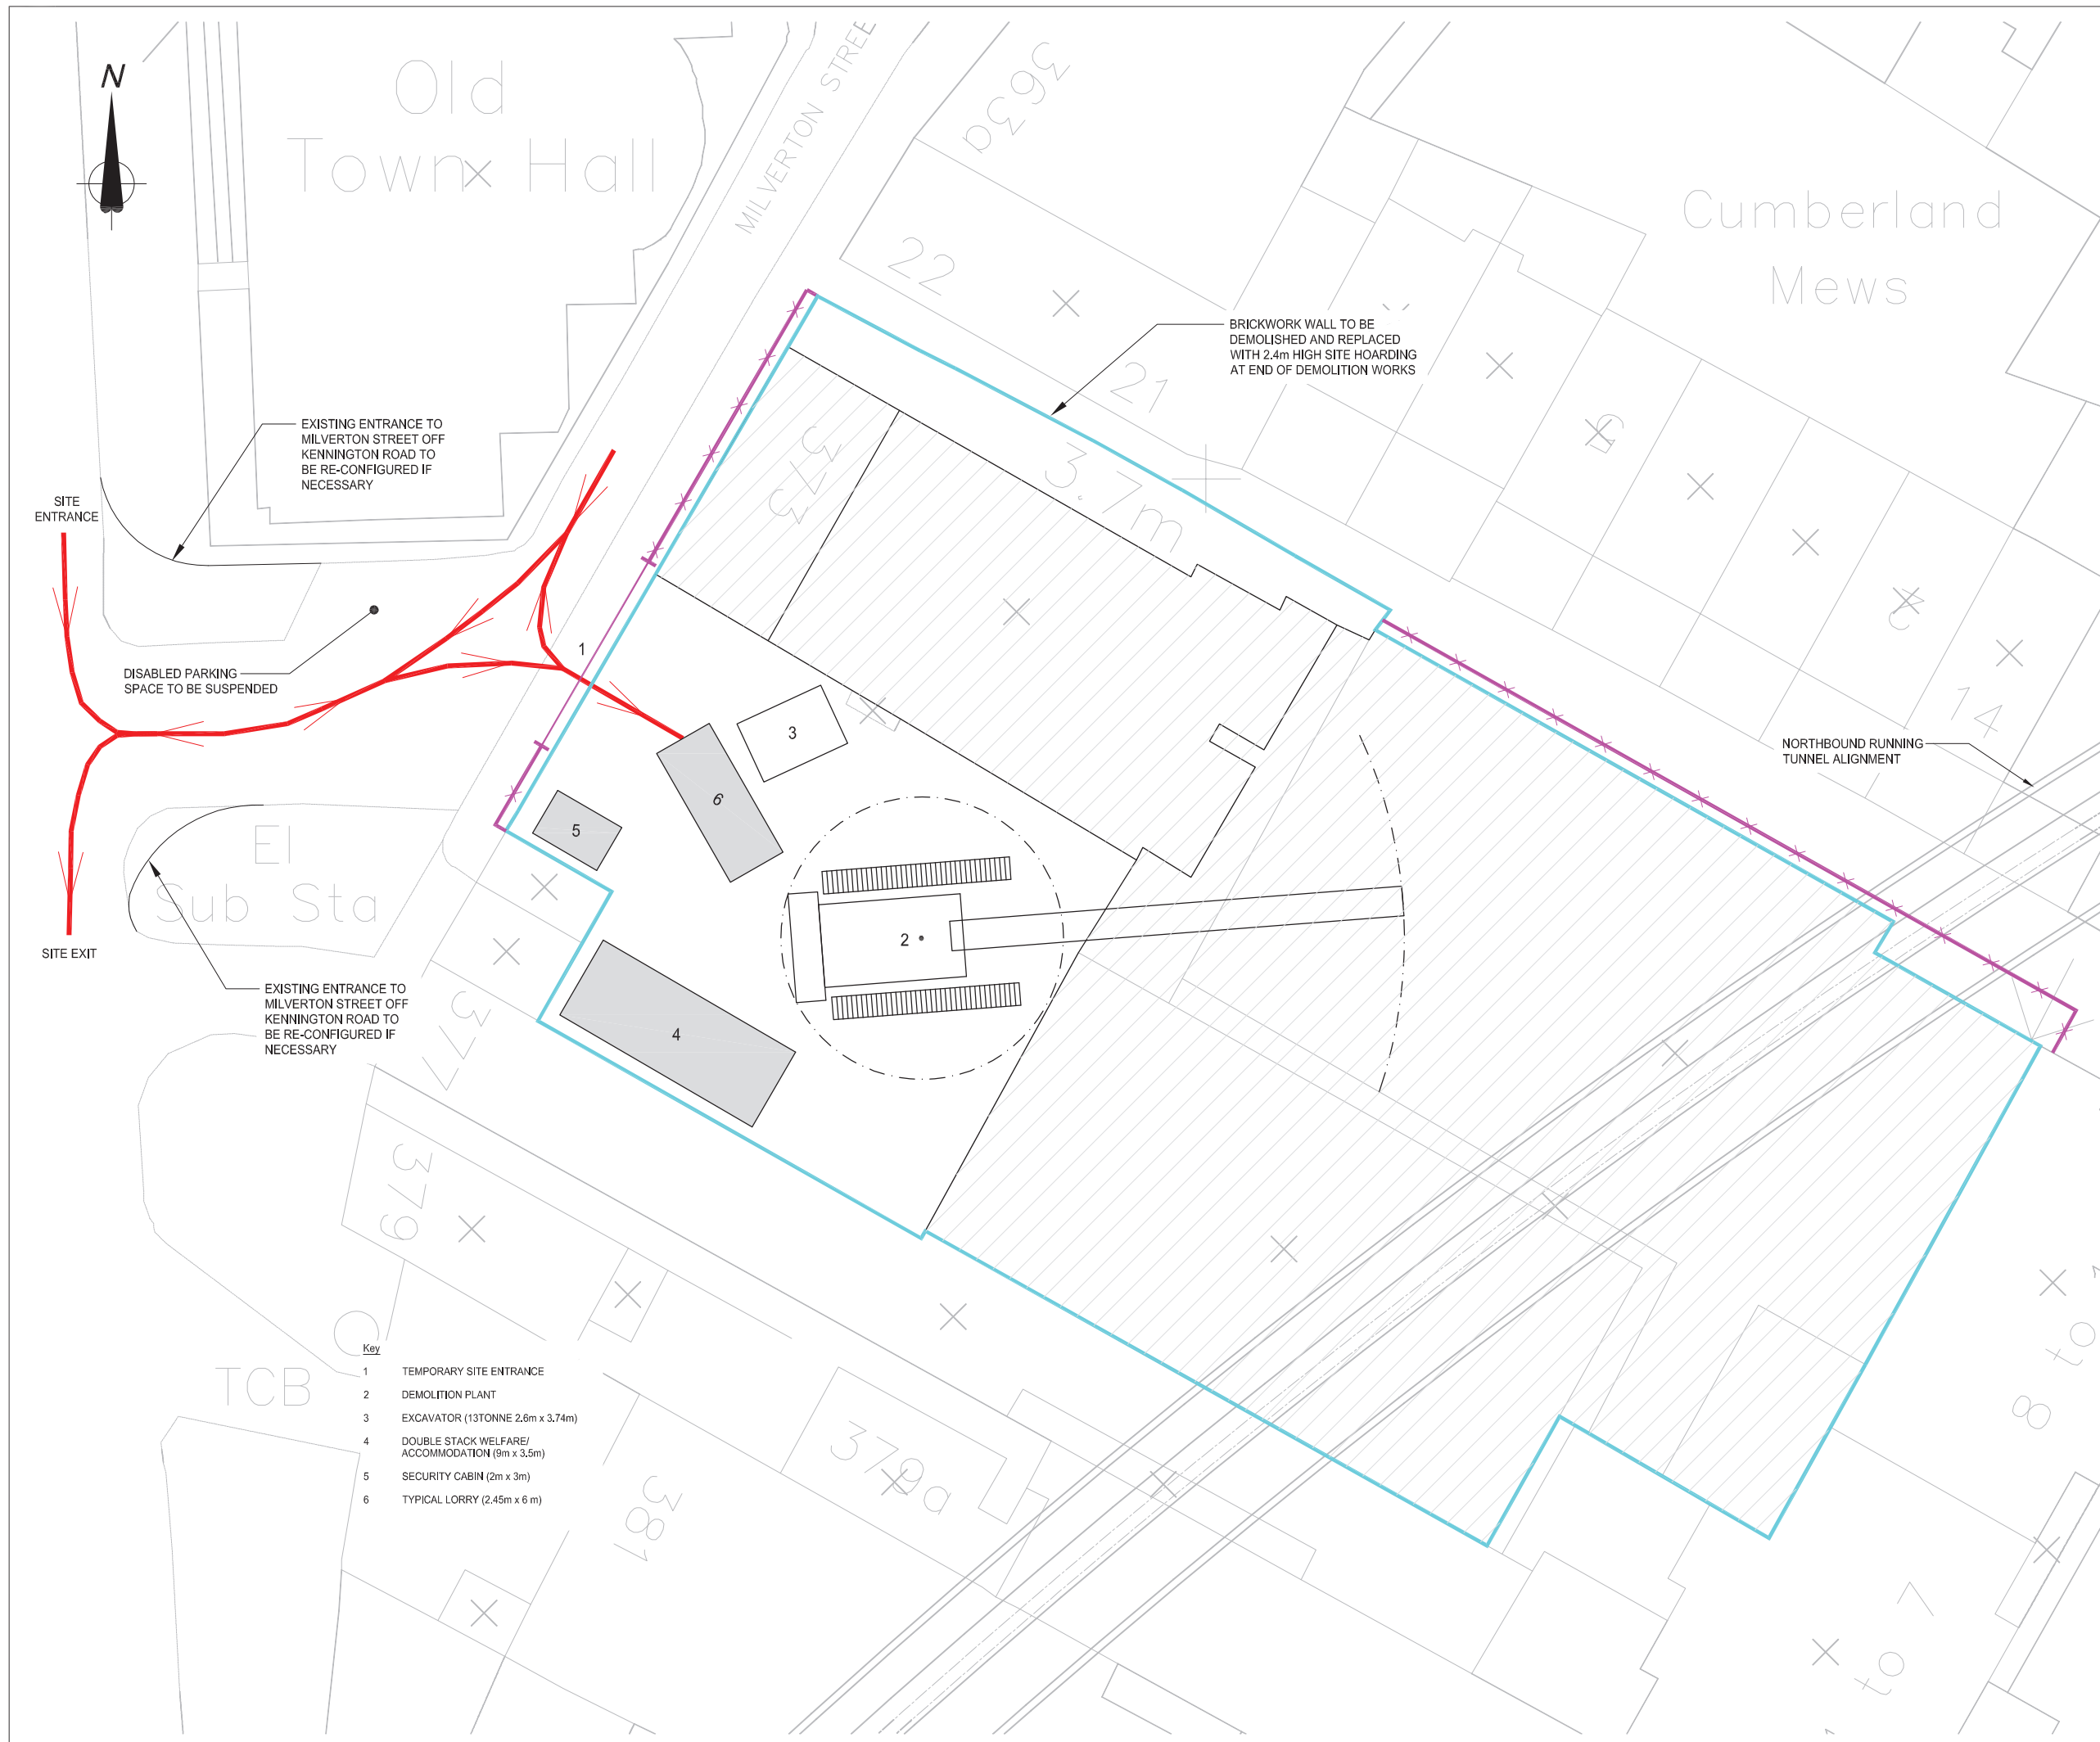 N
Old
Town Hall
MILVERTON STREE
363a
Cumberland
Mews
22
BRICKWORK WALL TO BE
DEMOLISHED AND REPLACED
WITH 2.4m HIGH SITE HOARDING
AT END OF DEMOLITION WORKS
21
EXISTING ENTRANCE TO
MILVERTON STREET OFF
KENNINGTON ROAD TO
BE RE-CONFIGURED IF
NECESSARY
373
3.7m
SITE
ENTRANCE
DISABLED PARKING
SPACE TO BE SUSPENDED
1
14
NORTHBOUND RUNNING
TUNNEL ALIGNMENT
3
6
5
El
Sub Sta
2
SITE EXIT
EXISTING ENTRANCE TO
MILVERTON STREET OFF
KENNINGTON ROAD TO
BE RE-CONFIGURED IF
NECESSARY
377
4
379
TCB
Key
1 TEMPORARY SITE ENTRANCE
2 DEMOLITION PLANT
3 EXCAVATOR (13TONNE 2.6m x 3.74m)
4 DOUBLE STACK WELFARE/
ACCOMMODATION (9m x 3.5m)
5 SECURITY CABIN (2m x 3m)
6 TYPICAL LORRY (2.45m x 6 m)
379a
381
8 to
to 7